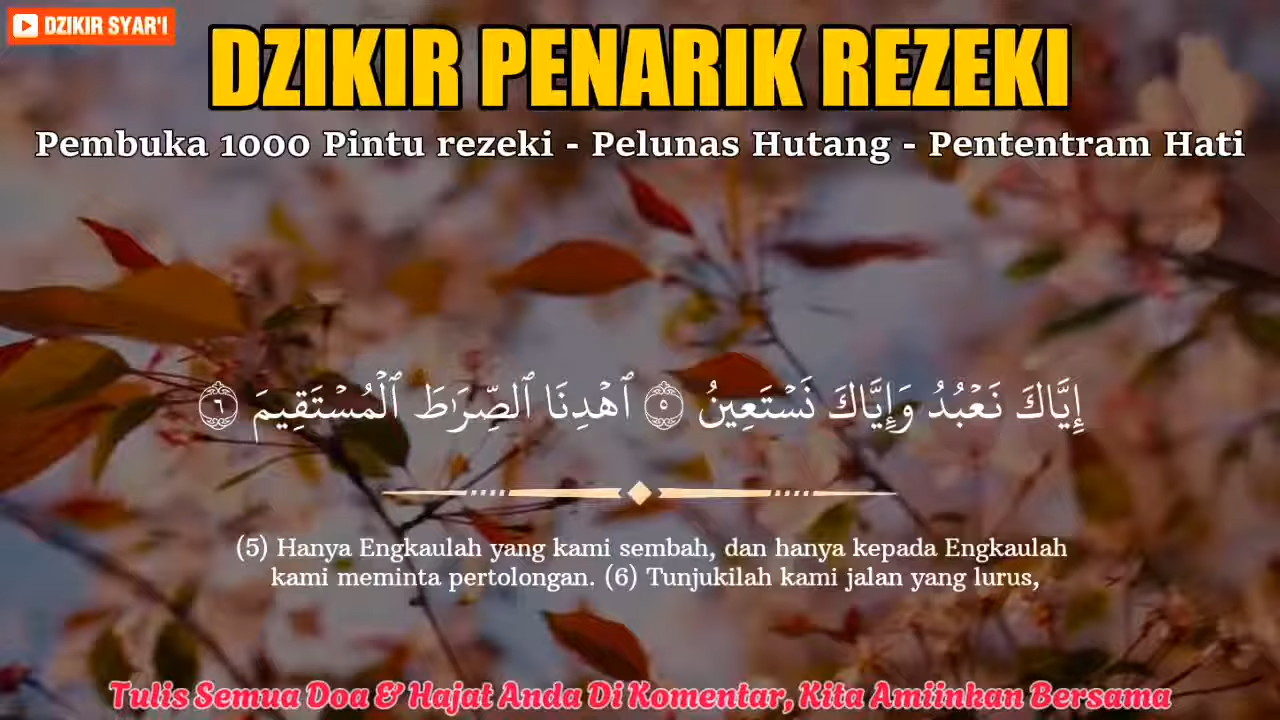 DZIKIR SYAR'I
DZIKIR PENARIK REZEKI
Pembuka 1000 Pintu rezeki - Pelunas Hutang - Pententram Hati
إِيَّاكَ نَعْبُدُ وَإِيَّاكَ نَسْتَعِينُ ٥ ٱهْدِنَا ٱلصِّرَٰطَ ٱلْمُسْتَقِيمَ ٦
(5) Hanya Engkaulah yang kami sembah, dan hanya kepada Engkaulah
kami meminta pertolongan. (6) Tunjukilah kami jalan yang lurus,
Tulis Semua Doa & Hajat Anda Di Komentar, Kita Amiinkan Bersama